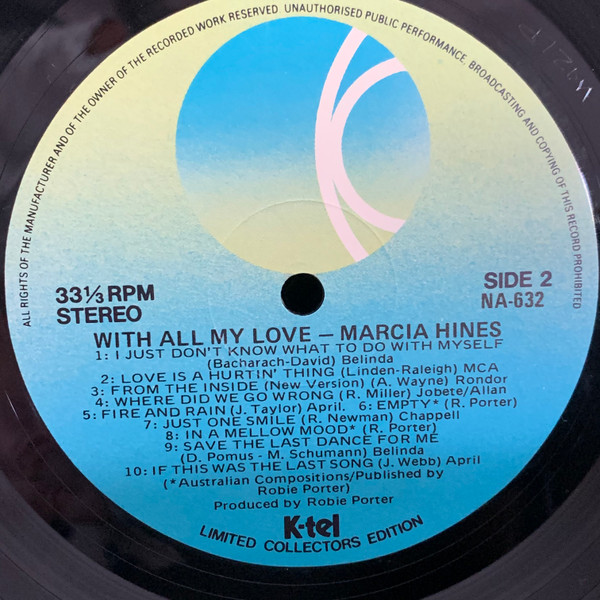 ALL RIGHTS OF THE MANUFACTURER AND OF THE OWNER OF THE RECORDED WORK RESERVED. UNAUTHORISED PUBLIC PERFORMANCE, BROADCASTING AND COPYING OF THIS RECORD PROHIBITED
33⅓ RPM
STEREO
SIDE 2
NA-632
WITH ALL MY LOVE — MARCIA HINES
1: I JUST DON'T KNOW WHAT TO DO WITH MYSELF
(Bacharach-David) Belinda
2: LOVE IS A HURTIN' THING (Linden-Raleigh) MCA
3: FROM THE INSIDE (New Version) (A. Wayne) Rondor
4: WHERE DID WE GO WRONG (R. Miller) Jobete/Allan
5: FIRE AND RAIN (J. Taylor) April. 6: EMPTY* (R. Porter)
7: JUST ONE SMILE (R. Newman) Chappell
8: IN A MELLOW MOOD* (R. Porter)
9: SAVE THE LAST DANCE FOR ME
(D. Pomus - M. Schumann) Belinda
10: IF THIS WAS THE LAST SONG (J. Webb) April
(*Australian Compositions/Published by
Robie Porter)
Produced by Robie Porter
K-tel
LIMITED COLLECTORS EDITION